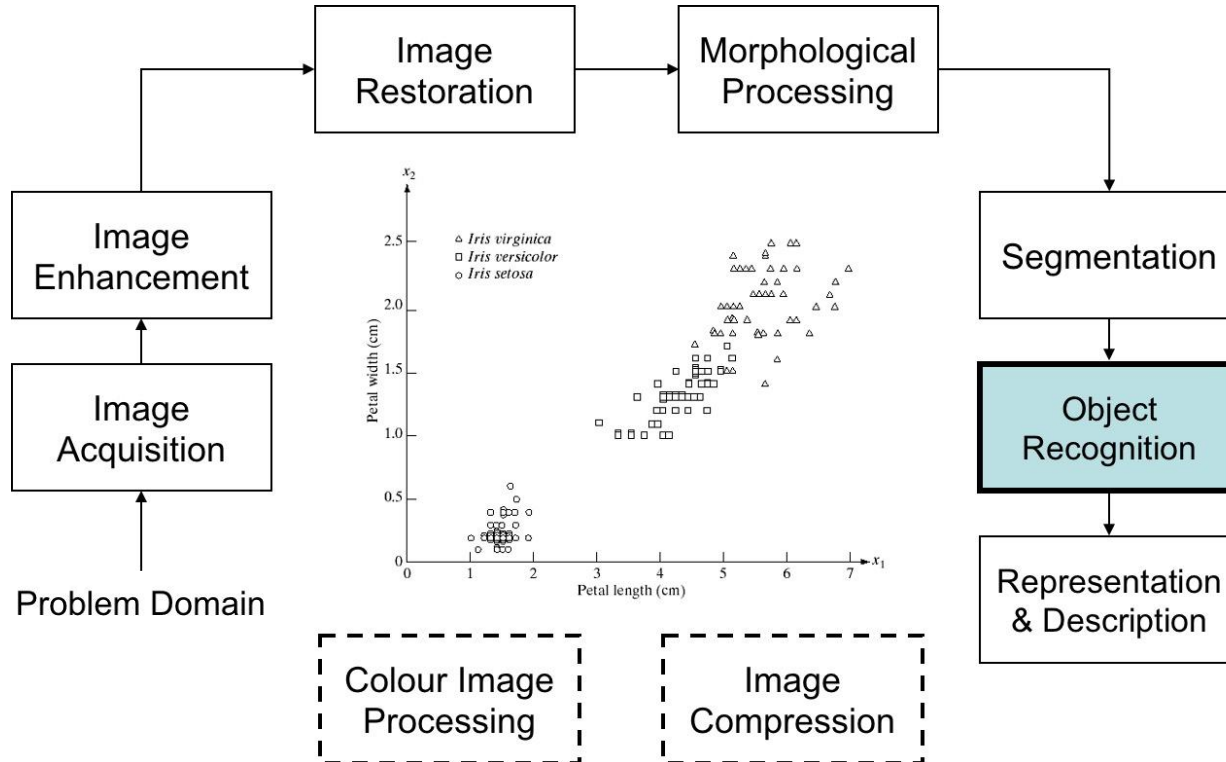 Image
Restoration
Morphological
Processing
Image
Enhancement
Segmentation
Image
Acquisition
Object
Recognition
Problem Domain
Representation
& Description
x2
2.5
2.0
1.5
1.0
0.5
0
Petal width (cm)
Iris virginica
Iris versicolor
Iris setosa
0 1 2 3 4 5 6 7
x1
Petal length (cm)
Colour Image
Processing
Image
Compression